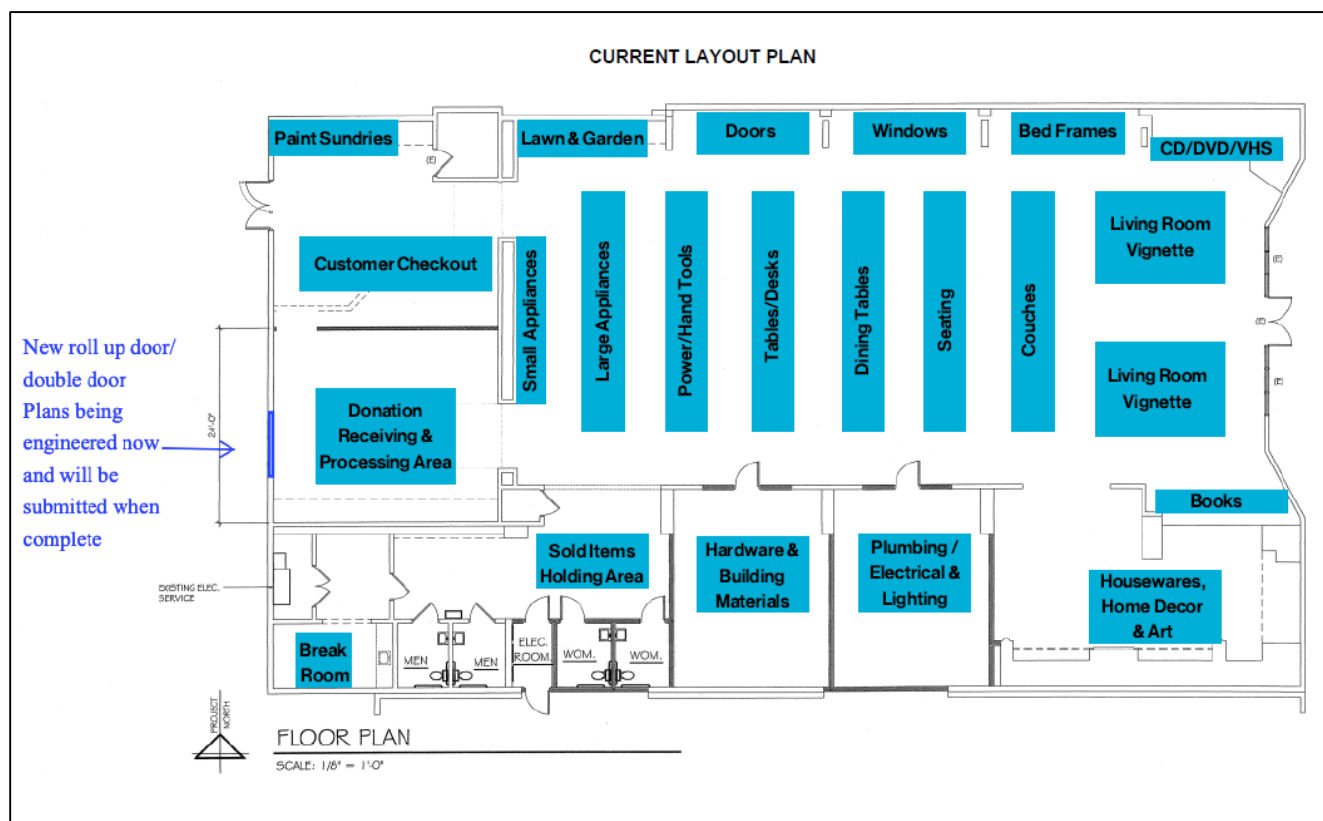 CURRENT LAYOUT PLAN
Paint Sundries
Lawn & Garden
Doors
Windows
Bed Frames
CD/DVD/VHS
(E)
Customer Checkout
Small Appliances
Large Appliances
Power/Hand Tools
Tables/Desks
Dining Tables
Seating
Couches
Living Room
Vignette
(E)
(E)
Living Room
Vignette
(E)
New roll up door/
double door
Plans being
engineered now
and will be
submitted when
complete
24'-0"
Donation
Receiving &
Processing Area
Books
Sold Items
Holding Area
Hardware &
Building
Materials
Plumbing /
Electrical &
Lighting
Housewares,
Home Decor
& Art
EXISTING ELEC.
SERVICE
Break
Room
MEN
MEN
ELEC.
ROOM.
WOM.
WOM.
PROJECT
NORTH
FLOOR PLAN
SCALE: 1/8" = 1'-0"